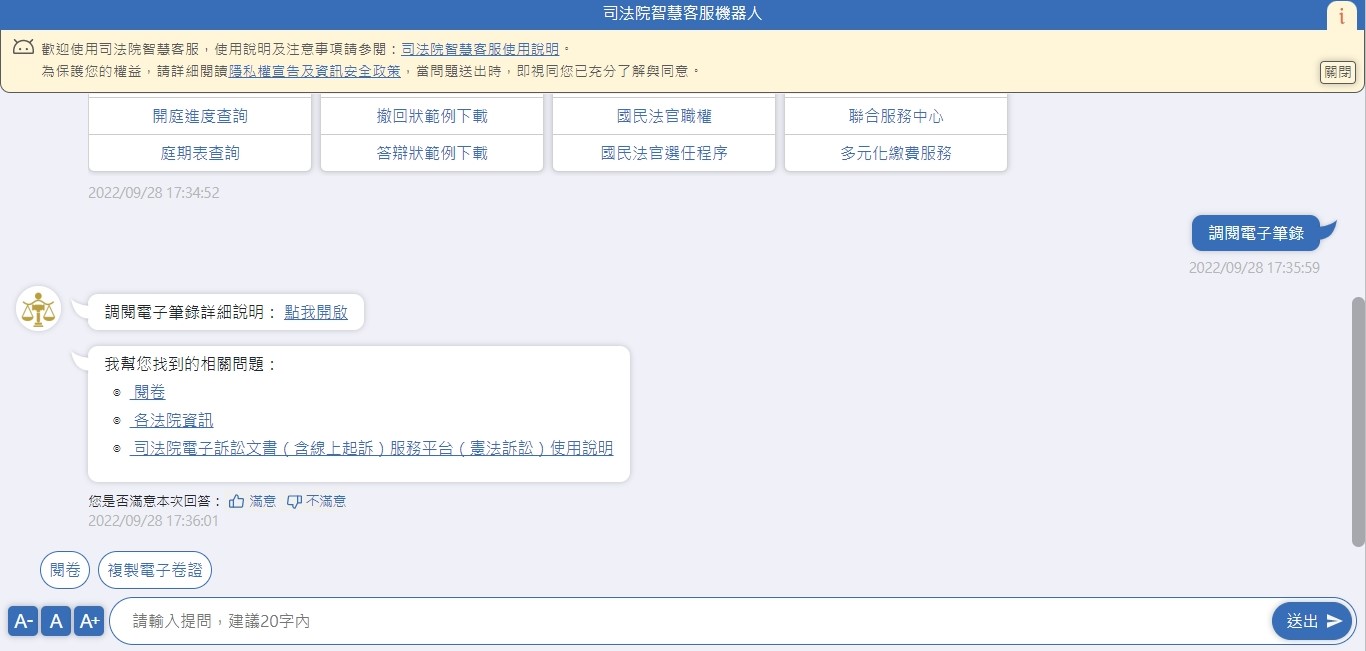 司法院智慧客服機器人
i
歡迎使用司法院智慧客服，使用說明及注意事項請參閱：司法院智慧客服使用說明。
為保護您的權益，請詳細閱讀隱私權宣告及資訊安全政策，當問題送出時，即視同您已充分了解與同意。
關閉
開庭進度查詢 撤回狀範例下載 國民法官職權 聯合服務中心
庭期表查詢 答辯狀範例下載 國民法官選任程序 多元化繳費服務
2022/09/28 17:34:52
調閱電子筆錄
2022/09/28 17:35:59
調閱電子筆錄詳細說明： 點我開啟
我幫您找到的相關問題：
閱卷
各法院資訊
司法院電子訴訟文書（含線上起訴）服務平台（憲法訴訟）使用說明
您是否滿意本次回答： 滿意 不滿意
2022/09/28 17:36:01
閱卷 複製電子卷證
A- A A+ 請輸入提問，建議20字內 送出